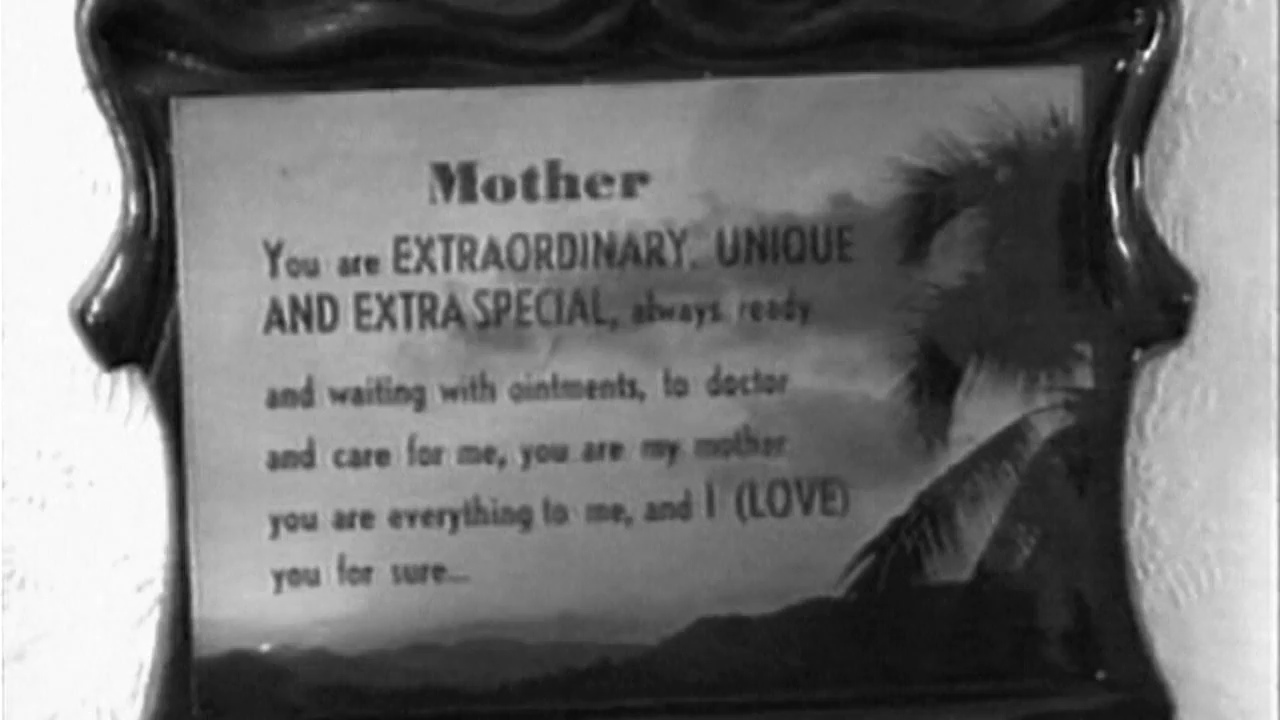 Mother
You are EXTRAORDINARY, UNIQUE
AND EXTRA SPECIAL, always ready
and waiting with ointments, to doctor
and care for me, you are my mother
you are everything to me, and I (LOVE)
you for sure...